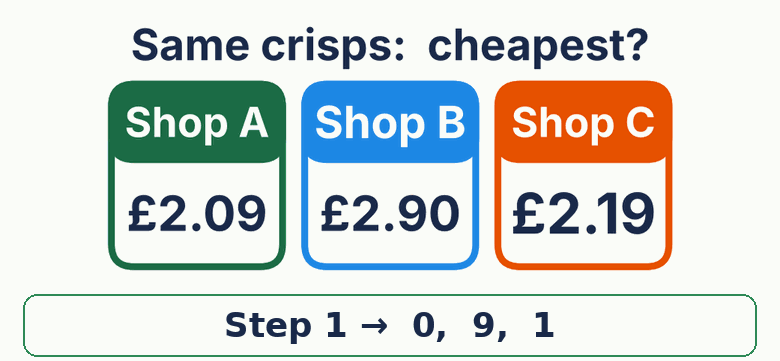 Same crisps: cheapest?
Shop A
Shop B
Shop C
£2.09
£2.90
£2.19
Step 1 → 0, 9, 1